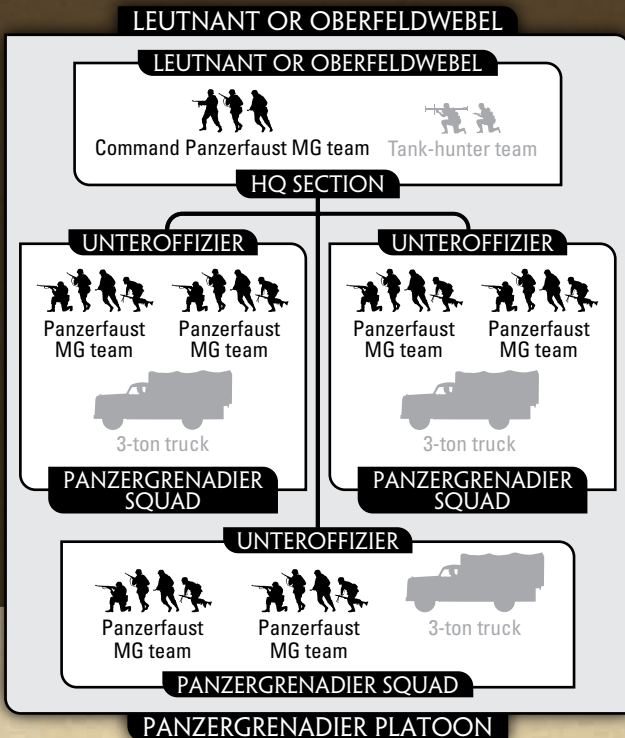 LEUTNANT OR OBERFELDWEBEL
LEUTNANT OR OBERFELDWEBEL
Command Panzerfaust MG team
Tank-hunter team
HQ SECTION
UNTEROFFIZIER
Panzerfaust
MG team
Panzerfaust
MG team
3-ton truck
PANZERGRENADIER
SQUAD
UNTEROFFIZIER
Panzerfaust
MG team
Panzerfaust
MG team
3-ton truck
PANZERGRENADIER
SQUAD
UNTEROFFIZIER
Panzerfaust
MG team
Panzerfaust
MG team
3-ton truck
PANZERGRENADIER SQUAD
PANZERGRENADIER PLATOON